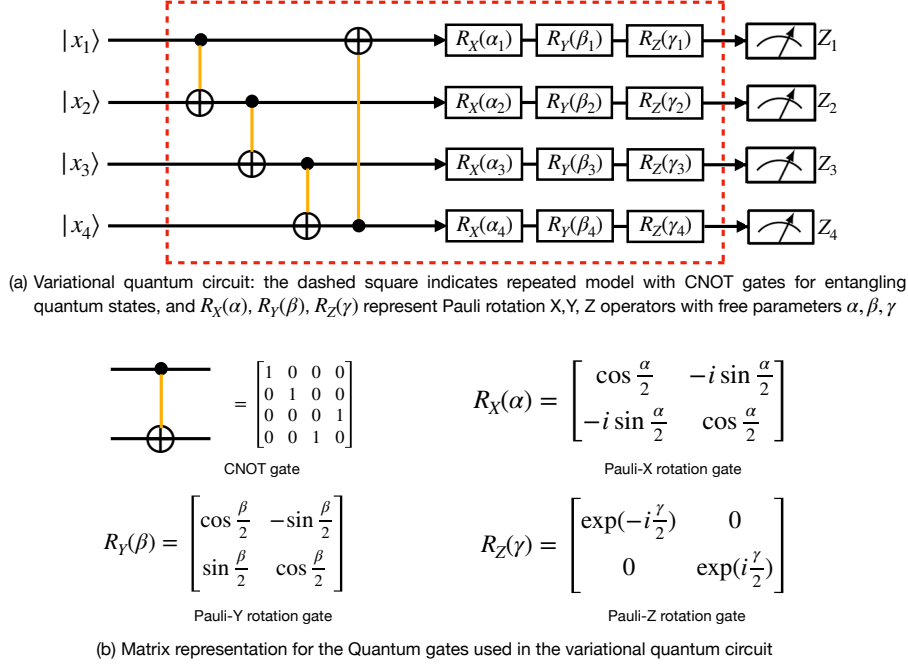 |x₁⟩ R_X(α₁) R_Y(β₁) R_Z(γ₁) Z₁
|x₂⟩ R_X(α₂) R_Y(β₂) R_Z(γ₂) Z₂
|x₃⟩ R_X(α₃) R_Y(β₃) R_Z(γ₃) Z₃
|x₄⟩ R_X(α₄) R_Y(β₄) R_Z(γ₄) Z₄
(a) Variational quantum circuit: the dashed square indicates repeated model with CNOT gates for entangling
quantum states, and R_X(α), R_Y(β), R_Z(γ) represent Pauli rotation X,Y, Z operators with free parameters α, β, γ
= [1 0 0 0
0 1 0 0
0 0 0 1
0 0 1 0]
CNOT gate
R_X(α) = [cos α/2 −i sin α/2
−i sin α/2 cos α/2]
Pauli-X rotation gate
R_Y(β) = [cos β/2 −sin β/2
sin β/2 cos β/2]
Pauli-Y rotation gate
R_Z(γ) = [exp(−i γ/2) 0
0 exp(i γ/2)]
Pauli-Z rotation gate
(b) Matrix representation for the Quantum gates used in the variational quantum circuit